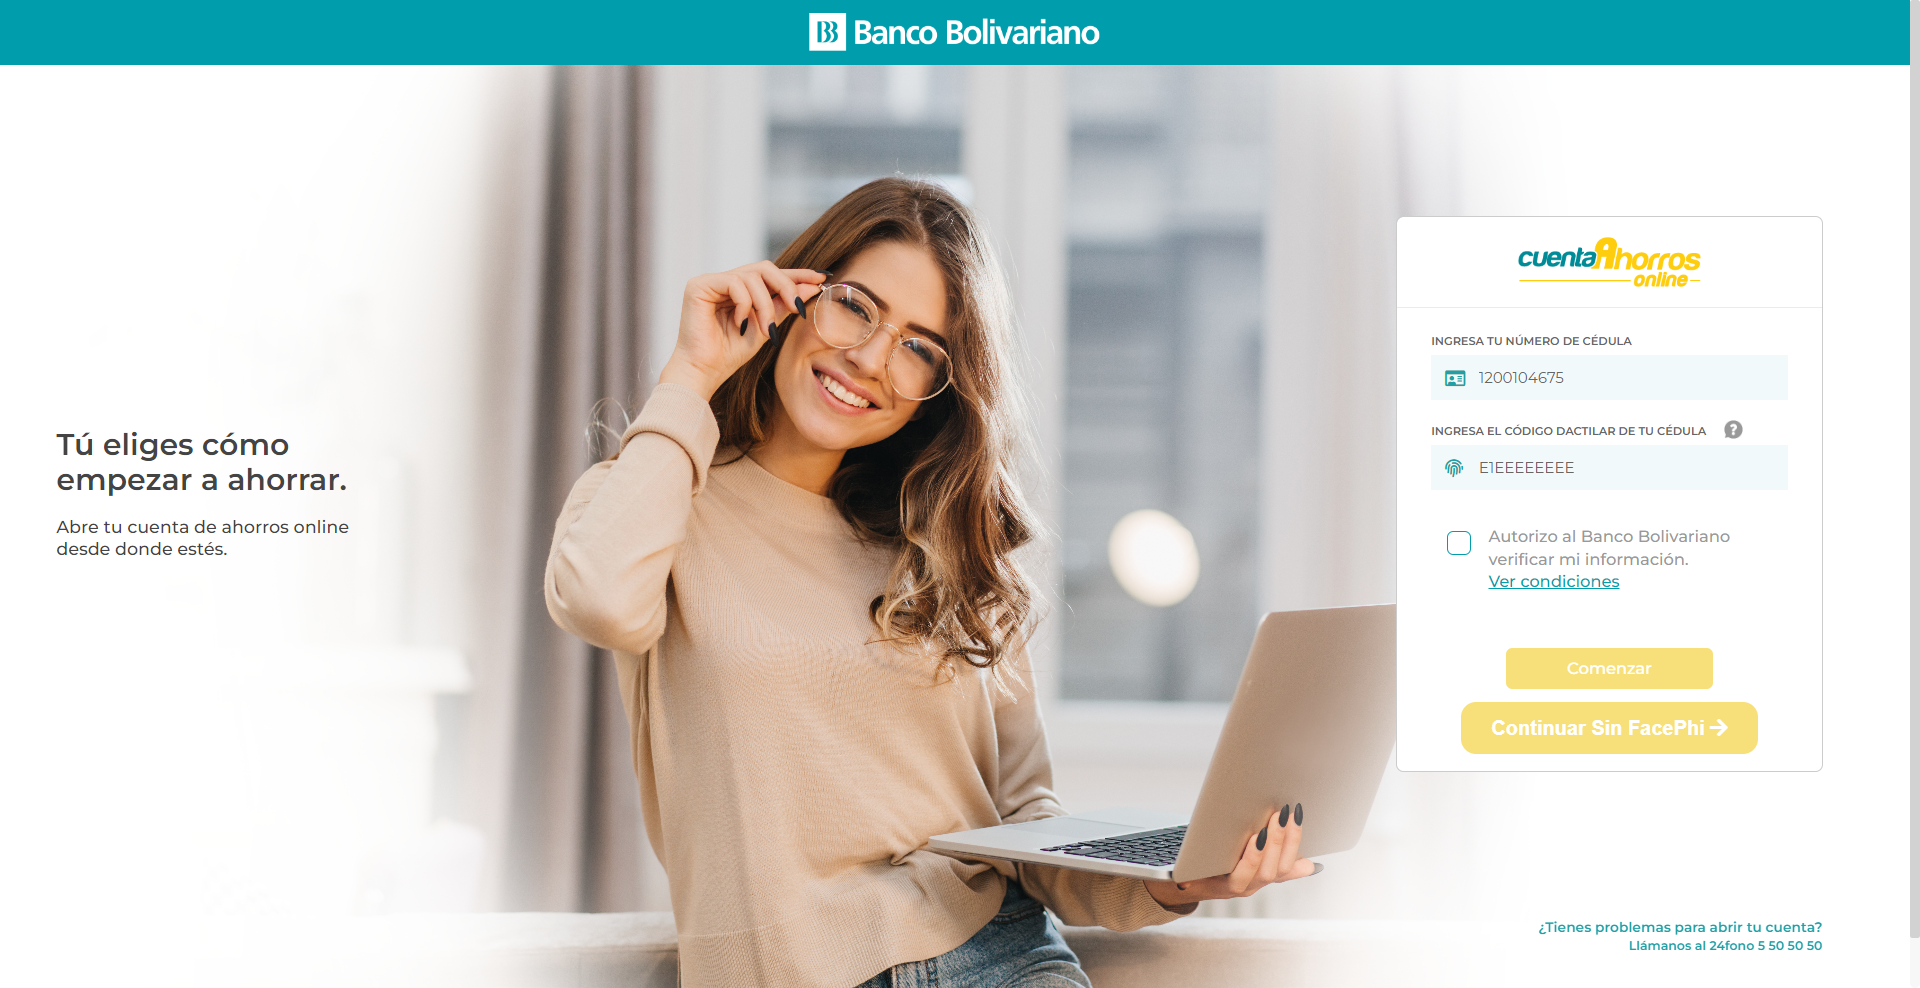 Banco Bolivariano
Tú eliges cómo
empezar a ahorrar.
Abre tu cuenta de ahorros online
desde donde estés.
cuentaAhorros
online
INGRESA TU NÚMERO DE CÉDULA
1200104675
INGRESA EL CÓDIGO DACTILAR DE TU CÉDULA ?
E1EEEEEEEE
Autorizo al Banco Bolivariano
verificar mi información.
Ver condiciones
Comenzar
Continuar Sin FacePhi
¿Tienes problemas para abrir tu cuenta?
Llámanos al 24fono 5 50 50 50